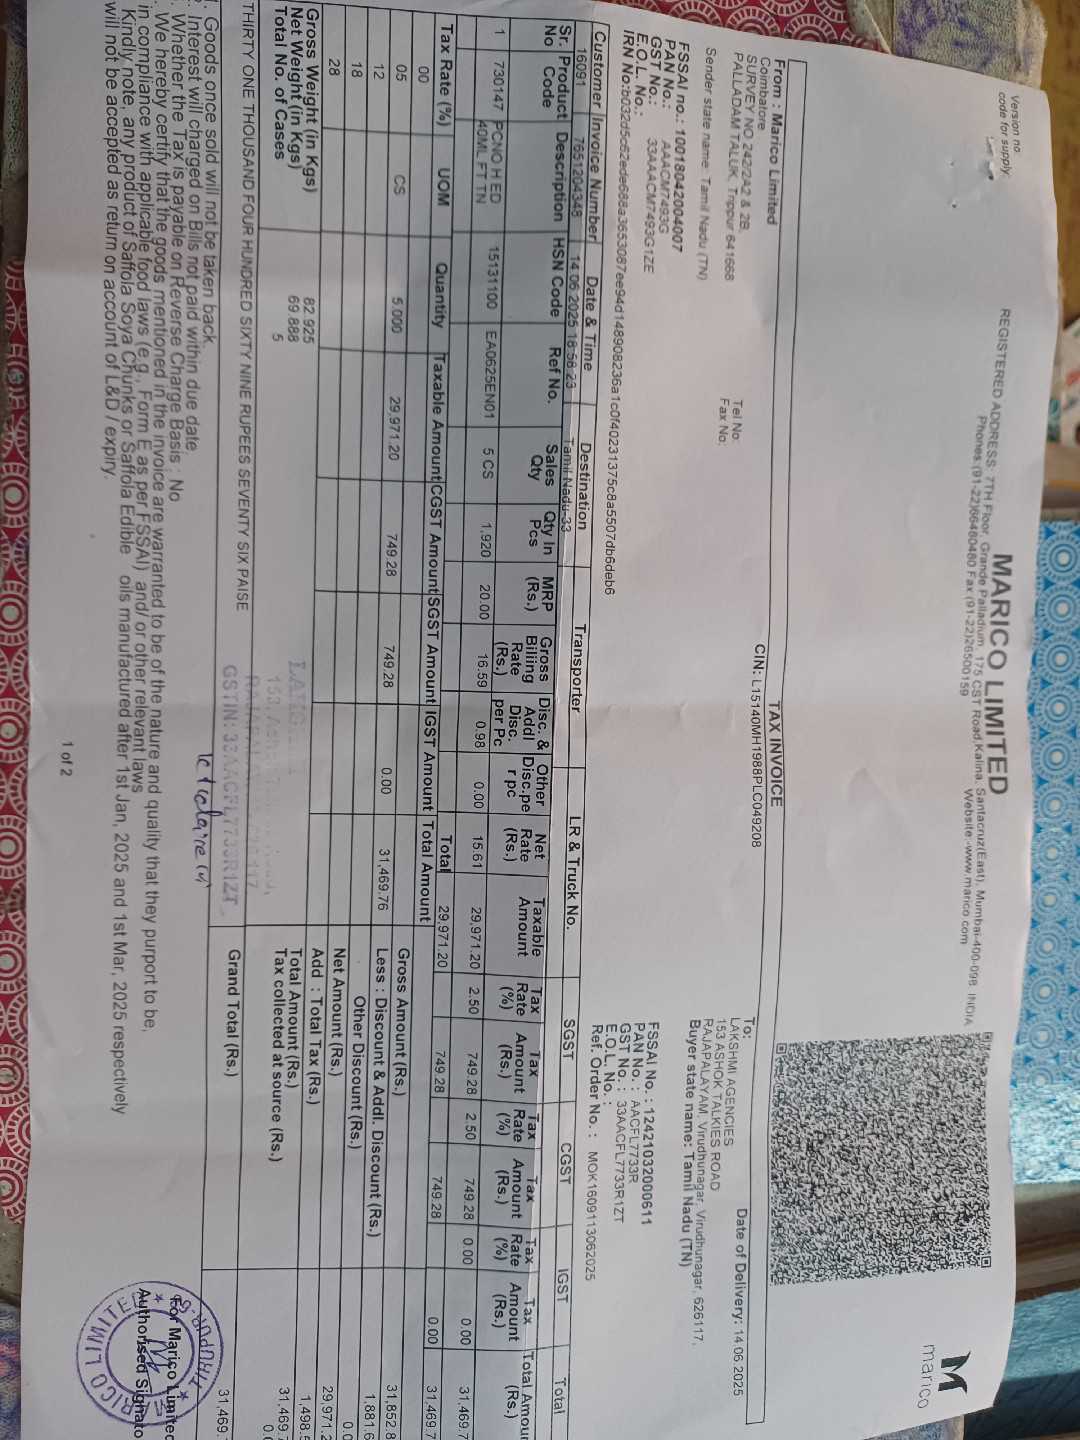 Version no.
code for supply.
MARICO LIMITED
REGISTERED ADDRESS: 7TH Floor, Grande Palladium, 175 CST Road, Kalina, Santacruz(East), Mumbai-400-098. INDIA
Phones:(91-22)66480480 Fax:(91-22)26500159 Website:-www.marico.com
marico
TAX INVOICE
CIN: L15140MH1988PLC049208
From : Marico Limited
Coimbatore
SURVEY NO 242/2A2 & 2B,
PALLADAM TALUK, Trippur 641668
Tel No:
Fax No:
Sender state name: Tamil Nadu (TN)
FSSAI no.: 10018042004007
PAN No.: AAACM7493G
GST No.: 33AAACM7493G1ZE
E.O.L. No.:
IRN No:b032d5c62ede688a3653087ee94d148908236a1c0f40231375c8a5507db6deb6
To:
Date of Delivery: 14.06.2025
LAKSHMI AGENCIES
153 ASHOK TALKIES ROAD
RAJAPALAYAM, Virudhunagar, Virudhunagar, 626117,
Buyer state name: Tamil Nadu (TN)
FSSAI No. : 12421032000611
PAN No. : AACFL7733R
GST No. : 33AACFL7733R1ZT
E.O.L. No. :
Ref. Order No. : MOK1609113062025
Customer Invoice Number Date & Time Destination Transporter LR & Truck No. SGST CGST IGST Total
16091 7651204348 14.06.2025 18:58:23 Tamil Nadu-33
Sr. No Product Code Description HSN Code Ref No. Sales Qty Qty in Pcs MRP (Rs.) Gross Billing Rate (Rs.) Disc. & Addl Disc. per Pc Other Disc.pe r pc Net Rate (Rs.) Taxable Amount Tax Rate (%) Tax Amount (Rs.) Tax Rate (%) Tax Amount (Rs.) Tax Rate (%) Tax Amount (Rs.) Total Amount (Rs.)
1 730147 PCNO H ED 40ML FT TN 15131100 EA0625EN01 5 CS 1,920 20.00 16.59 0.98 0.00 15.61 29,971.20 2.50 749.28 2.50 749.28 0.00 0.00 31,469.7
Total 29,971.20 749.28 749.28 0.00 31,469.7
Tax Rate (%) UOM Quantity Taxable Amount CGST Amount SGST Amount IGST Amount Total Amount
00
05 CS 5.000 29,971.20 749.28 749.28 0.00 31,469.76
12
18
28
Gross Amount (Rs.) 31,852.8
Less : Discount & Addl. Discount (Rs.) 1,881.6
Other Discount (Rs.) 0.0
Net Amount (Rs.) 29,971.2
Add : Total Tax (Rs.) 1,498.5
Total Amount (Rs.) 31,469.
Tax collected at source (Rs.) 0.
Grand Total (Rs.) 31,469.
Gross Weight (in Kgs) 82.925
Net Weight (in Kgs) 69.888
Total No. of Cases 5
THIRTY ONE THOUSAND FOUR HUNDRED SIXTY NINE RUPEES SEVENTY SIX PAISE
GSTIN: 33AACFL7733R1ZT
Goods once sold will not be taken back.
Interest will charged on Bills not paid within due date
Whether the Tax is payable on Reverse Charge Basis : No
We hereby certify that the goods mentioned in the invoice are warranted to be of the nature and quality that they purport to be,
in compliance with applicable food laws (e.g., Form E as per FSSAI) and/ or other relevant laws
Kindly note, any product of Saffola Soya Chunks or Saffola Edible oils manufactured after 1st Jan, 2025 and 1st Mar, 2025 respectively
will not be accepted as return on account of L&D / expiry.
For Marico Limited
Authorised Signato
1 of 2